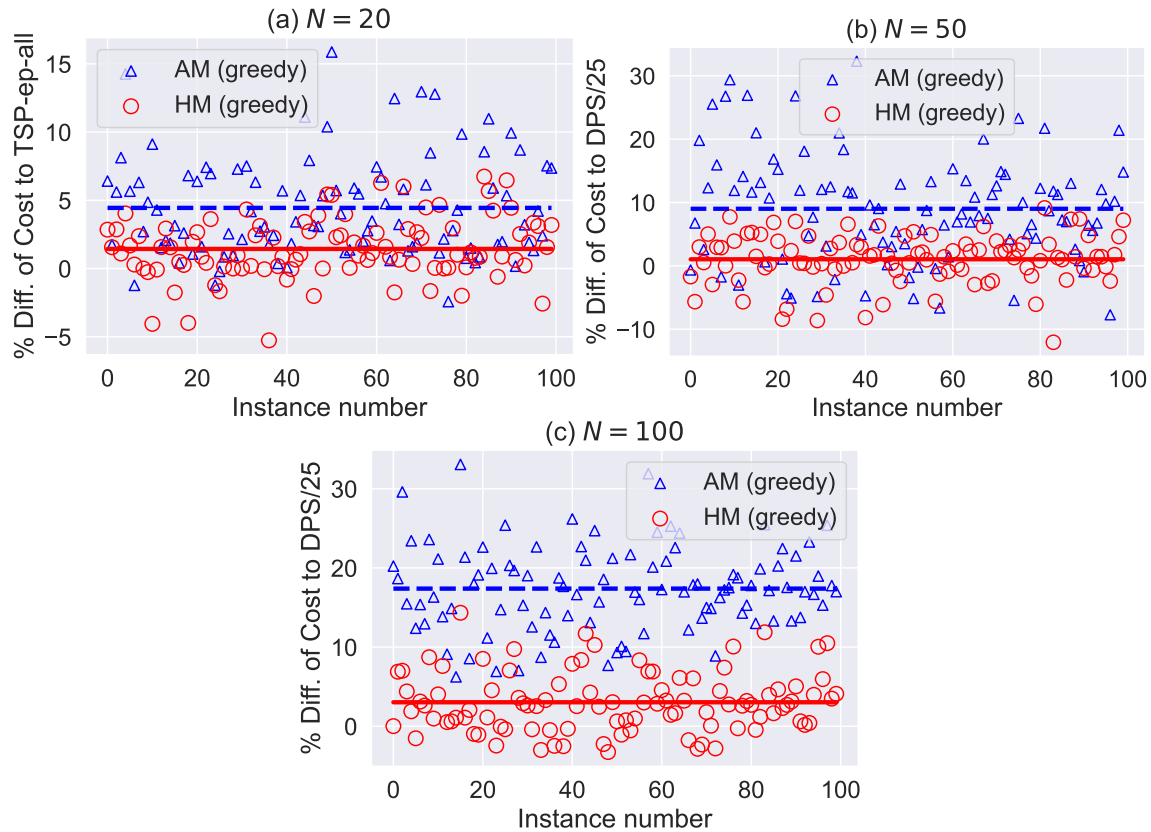 (a) N = 20
% Diff. of Cost to TSP-ep-all
15
10
5
0
−5
AM (greedy)
HM (greedy)
0 20 40 60 80 100
Instance number
(b) N = 50
% Diff. of Cost to DPS/25
30
20
10
0
−10
AM (greedy)
HM (greedy)
0 20 40 60 80 100
Instance number
(c) N = 100
% Diff. of Cost to DPS/25
30
20
10
0
AM (greedy)
HM (greedy)
0 20 40 60 80 100
Instance number